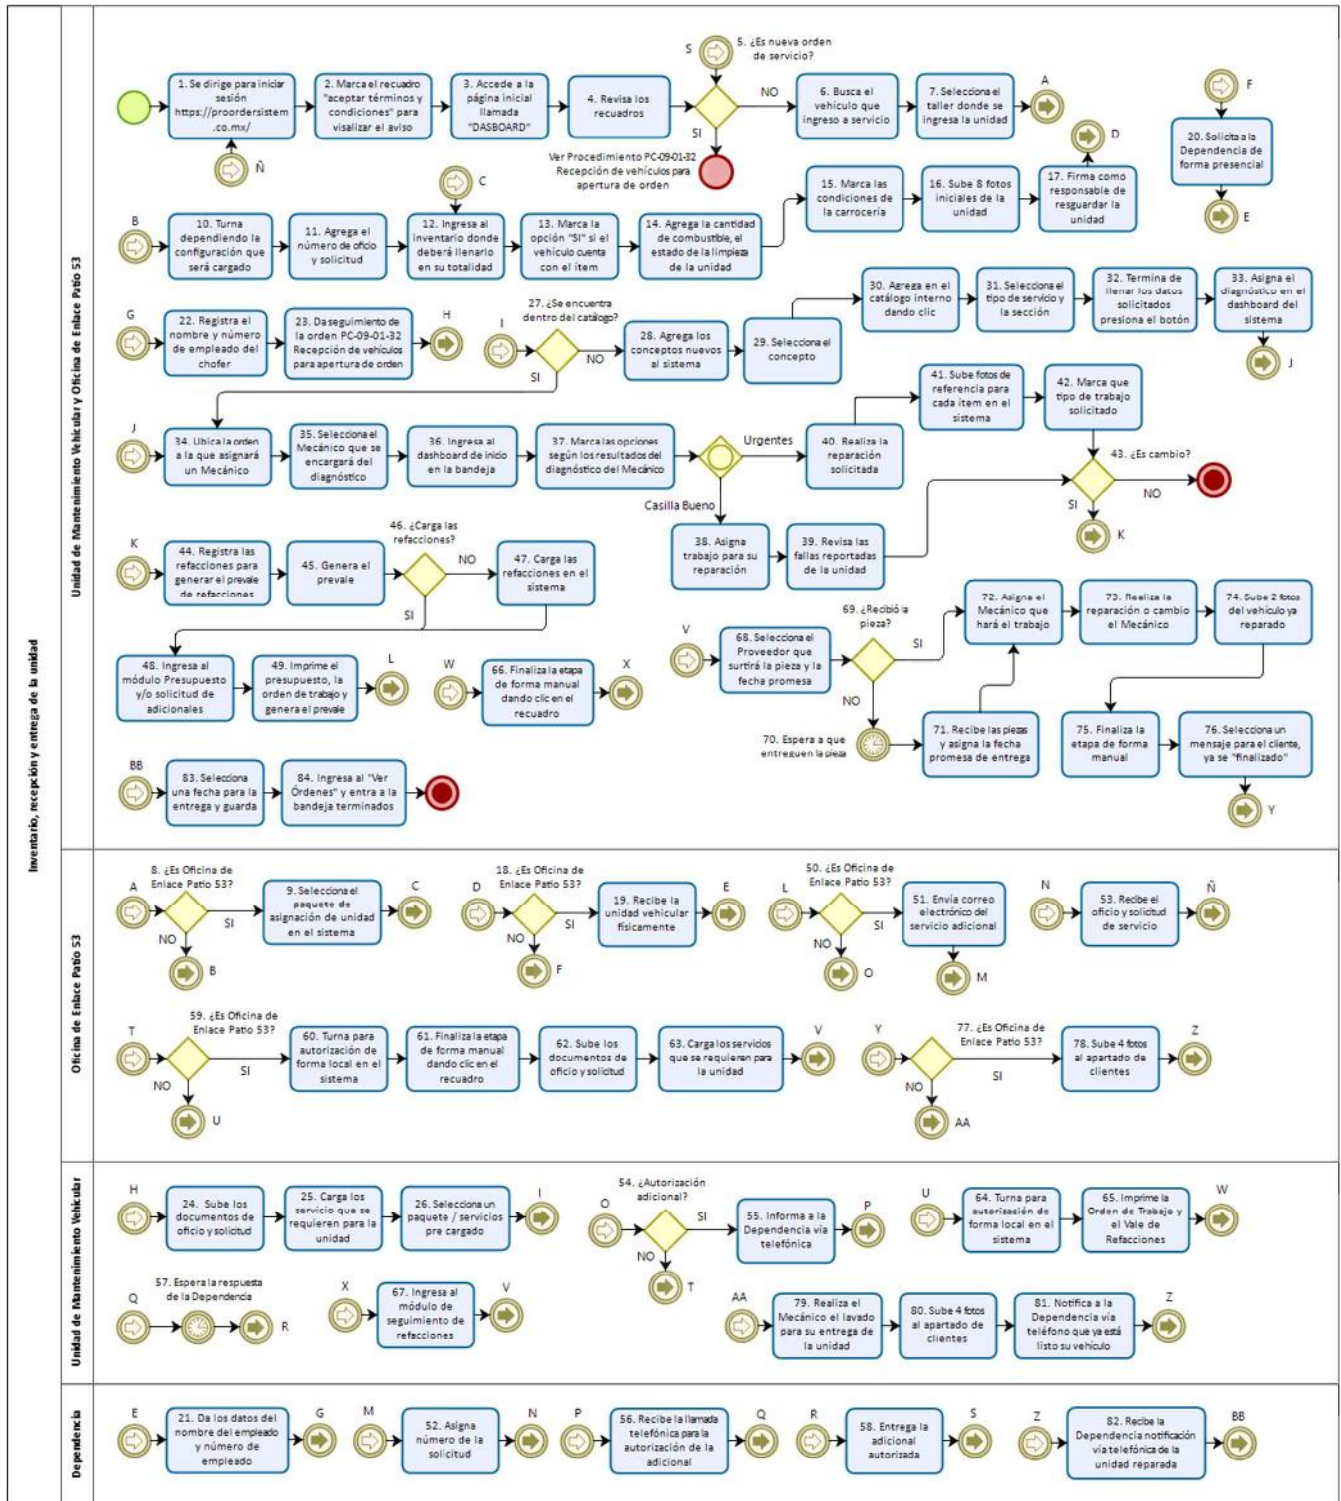 Inventario, recepción y entrega de la unidad
Unidad de Mantenimiento Vehicular y Oficina de Enlace Patio 53
1. Se dirige para iniciar
sesión
https://proordersistem
.co.mx/
Ñ
2. Marca el recuadro
"aceptar términos y
condiciones" para
visalizar el aviso
3. Accede a la
página inicial
llamada
"DASBOARD"
4. Revisa los
recuadros
S
5. ¿Es nueva orden
de servicio?
NO
SI
Ver Procedimiento PC-09-01-32
Recepción de vehículos para
apertura de orden
6. Busca el
vehículo que
ingreso a servicio
7. Selecciona el
taller donde se
ingresa la unidad
A
F
20. Solicita a la
Dependencia de
forma presencial
E
B
10. Turna
dependiendo la
configuración que
será cargado
11. Agrega el
número de oficio
y solicitud
C
12. Ingresa al
inventario donde
deberá llenarlo
en su totalidad
13. Marca la
opción "SI" si el
vehículo cuenta
con el ítem
14. Agrega la cantidad
de combustible, el
estado de la limpieza
de la unidad
15. Marca las
condiciones de
la carrocería
16. Sube 8 fotos
iniciales de la
unidad
17. Firma como
responsable de
resguardar la
unidad
D
G
22. Registra el
nombre y número
de empleado del
chofer
23. Da seguimiento de
la orden PC-09-01-32
Recepción de vehículos
para apertura de orden
H
I
27. ¿Se encuentra
dentro del catálogo?
NO
SI
28. Agrega los
conceptos nuevos
al sistema
29. Selecciona el
concepto
30. Agrega en el
catálogo interno
dando clic
31. Selecciona el
tipo de servicio y
la sección
32. Termina de
llenar los datos
solicitados
presiona el botón
33. Asigna el
diagnóstico en el
dashboard del
sistema
J
J
34. Ubica la orden
a la que asignará
un Mecánico
35. Selecciona el
Mecánico que se
encargará del
diagnóstico
36. Ingresa al
dashboard de inicio
en la bandeja
37. Marca las opciones
según los resultados del
diagnóstico del Mecánico
Urgentes
Casilla Bueno
40. Realiza la
reparación
solicitada
41. Sube fotos de
referencia para
cada ítem en el
sistema
42. Marca que
tipo de trabajo
solicitado
43. ¿Es cambio?
NO
SI
K
38. Asigna
trabajo para su
reparación
39. Revisa las
fallas reportadas
de la unidad
K
44. Registra las
refacciones para
generar el prevale
de refacciones
45. Genera el
prevale
46. ¿Carga las
refacciones?
NO
SI
47. Carga las
refacciones en el
sistema
48. Ingresa al
módulo Presupuesto
y/o solicitud de
adicionales
49. Imprime el
presupuesto, la
orden de trabajo y
genera el prevale
L
W
66. Finaliza la etapa
de forma manual
dando clic en el
recuadro
X
V
68. Selecciona el
Proveedor que
surtirá la pieza y la
fecha promesa
69. ¿Recibió la
pieza?
SI
NO
70. Espera a que
entreguen la pieza
71. Recibe las piezas
y asigna la fecha
promesa de entrega
72. Asigna el
Mecánico que
hará el trabajo
73. Realiza la
reparación o cambio
el Mecánico
74. Sube 2 fotos
del vehículo ya
reparado
75. Finaliza la
etapa de forma
manual
76. Selecciona un
mensaje para el cliente,
ya se "finalizado"
Y
BB
83. Selecciona
una fecha para la
entrega y guarda
84. Ingresa al "Ver
Órdenes" y entra a la
bandeja terminados
Oficina de Enlace Patio 53
A
8. ¿Es Oficina de
Enlace Patio 53?
SI
NO
B
9. Selecciona el
paquete de
asignación de unidad
en el sistema
C
D
18. ¿Es Oficina de
Enlace Patio 53?
SI
NO
F
19. Recibe la
unidad vehicular
físicamente
E
L
50. ¿Es Oficina de
Enlace Patio 53?
SI
NO
O
51. Envía correo
electrónico del
servicio adicional
M
N
53. Recibe el
oficio y solicitud
de servicio
Ñ
T
59. ¿Es Oficina de
Enlace Patio 53?
SI
NO
U
60. Turna para
autorización de
forma local en el
sistema
61. Finaliza la etapa
de forma manual
dando clic en el
recuadro
62. Sube los
documentos de
oficio y solicitud
63. Carga los servicios
que se requieren para
la unidad
V
Y
77. ¿Es Oficina de
Enlace Patio 53?
SI
NO
AA
78. Sube 4 fotos
al apartado de
clientes
Z
Unidad de Mantenimiento Vehicular
H
24. Sube los
documentos de
oficio y solicitud
25. Carga los
servicio que se
requieren para la
unidad
26. Selecciona un
paquete / servicios
pre cargado
I
O
54. ¿Autorización
adicional?
SI
NO
T
55. Informa a la
Dependencia vía
telefónica
P
U
64. Turna para
autorización de
forma local en el
sistema
65. Imprime la
Orden de Trabajo y
el Vale de
Refacciones
W
Q
57. Espera la respuesta
de la Dependencia
R
X
67. Ingresa al
módulo de
seguimiento de
refacciones
V
AA
79. Realiza el
Mecánico el lavado
para su entrega de
la unidad
80. Sube 4 fotos
al apartado de
clientes
81. Notifica a la
Dependencia vía
teléfono que ya está
listo su vehículo
Z
Dependencia
E
21. Da los datos del
nombre del empleado
y número de
empleado
G
M
52. Asigna
número de la
solicitud
N
P
56. Recibe la llamada
telefónica para la
autorización de la
adicional
Q
R
58. Entrega la
adicional
autorizada
S
Z
82. Recibe la
Dependencia notificación
vía telefónica de la
unidad reparada
BB